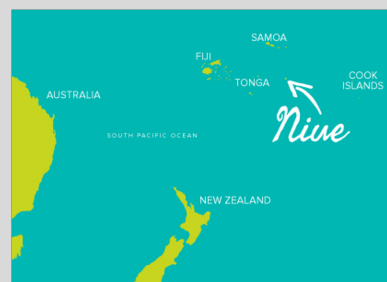 SAMOA
FIJI
TONGA
COOK
ISLANDS
AUSTRALIA
Niue
SOUTH PACIFIC OCEAN
NEW ZEALAND